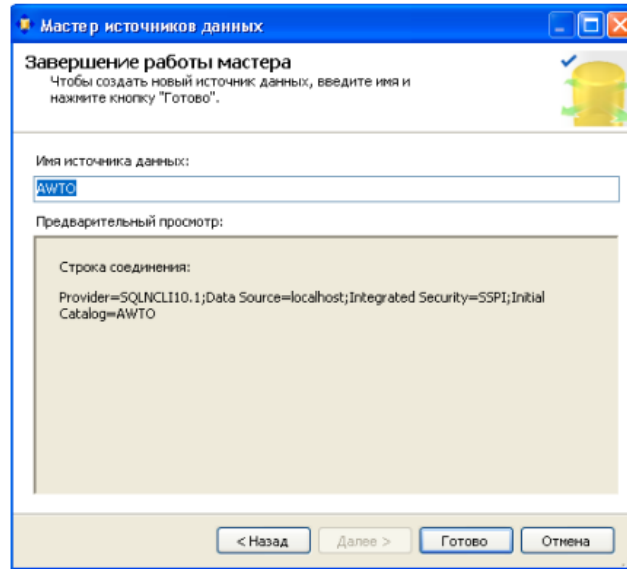 Мастер источников данных
Завершение работы мастера
Чтобы создать новый источник данных, введите имя и
нажмите кнопку "Готово".
Имя источника данных:
AWTO
Предварительный просмотр:
Строка соединения:
Provider=SQLNCLI10.1;Data Source=localhost;Integrated Security=SSPI;Initial
Catalog=AWTO
< Назад Далее > Готово Отмена